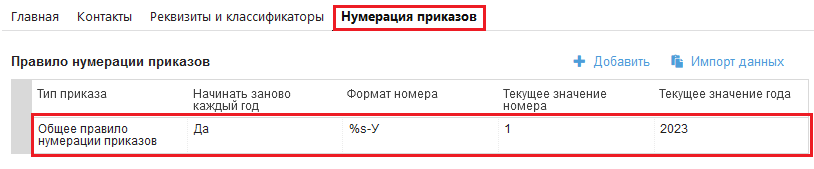 Главная Контакты Реквизиты и классификаторы Нумерация приказов
Правило нумерации приказов Добавить Импорт данных
Тип приказа Начинать заново каждый год Формат номера Текущее значение номера Текущее значение года
Общее правило нумерации приказов Да %s-У 1 2023